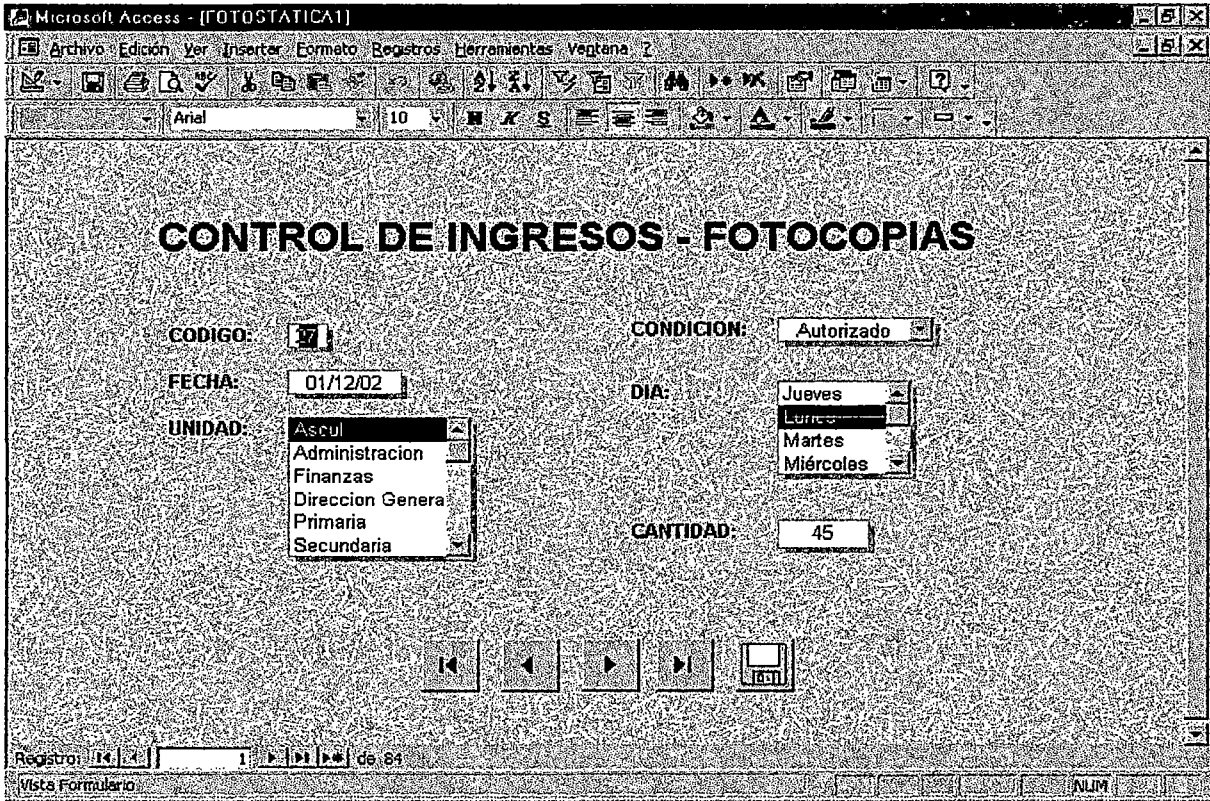 Microsoft Access - [FOTOSTATICA1]
Archivo Edición Ver Insertar Formato Registros Herramientas Ventana ?
Arial 10 N K S
CONTROL DE INGRESOS - FOTOCOPIAS
CODIGO:
CONDICION: Autorizado
FECHA: 01/12/02
DIA: Jueves
Lunes
Martes
Miércoles
UNIDAD: Ascul
Administracion
Finanzas
Direccion Genera
Primaria
Secundaria
CANTIDAD: 45
Registro: 1 de 84
Vista Formulario
NUM